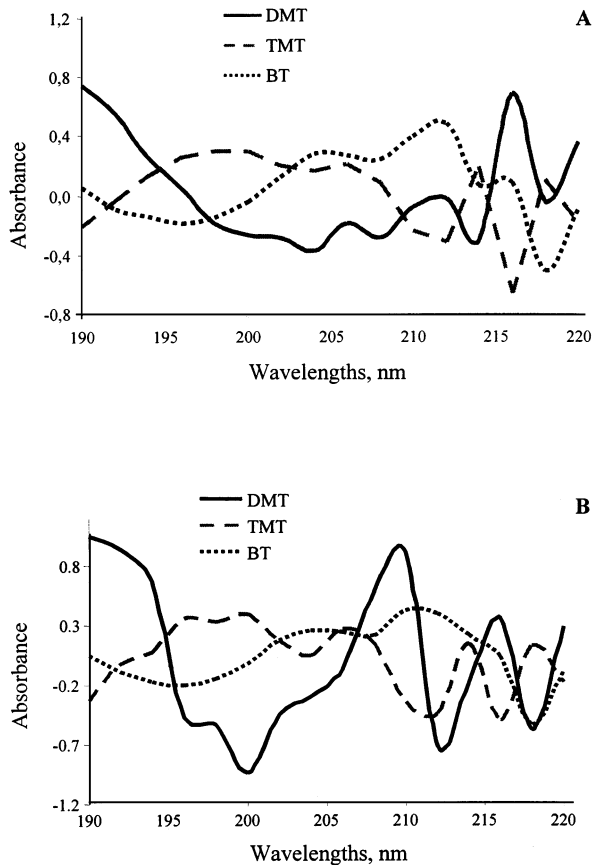 A
DMT
TMT
BT
1,2
0,8
0,4
0,0
-0,4
-0,8
Absorbance
190 195 200 205 210 215 220
Wavelengths, nm
B
DMT
TMT
BT
0.8
0.3
-0.2
-0.7
-1.2
Absorbance
190 195 200 205 210 215 220
Wavelengths, nm